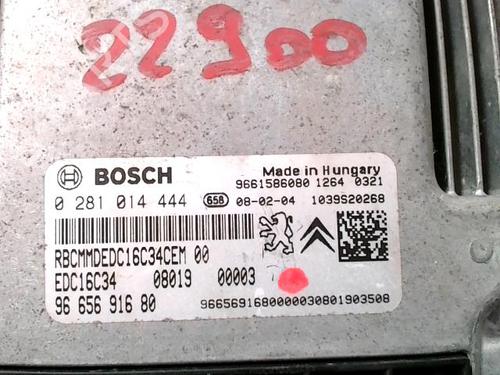 22900
BOSCH
Made in Hungary
9661586080 1264 0321
0 281 014 444 658 08-02-04 1039S20268
RBCMMDEDC16C34CEM 00
EDC16C34 08019 00003
96 656 916 80
9665691680000030801903508